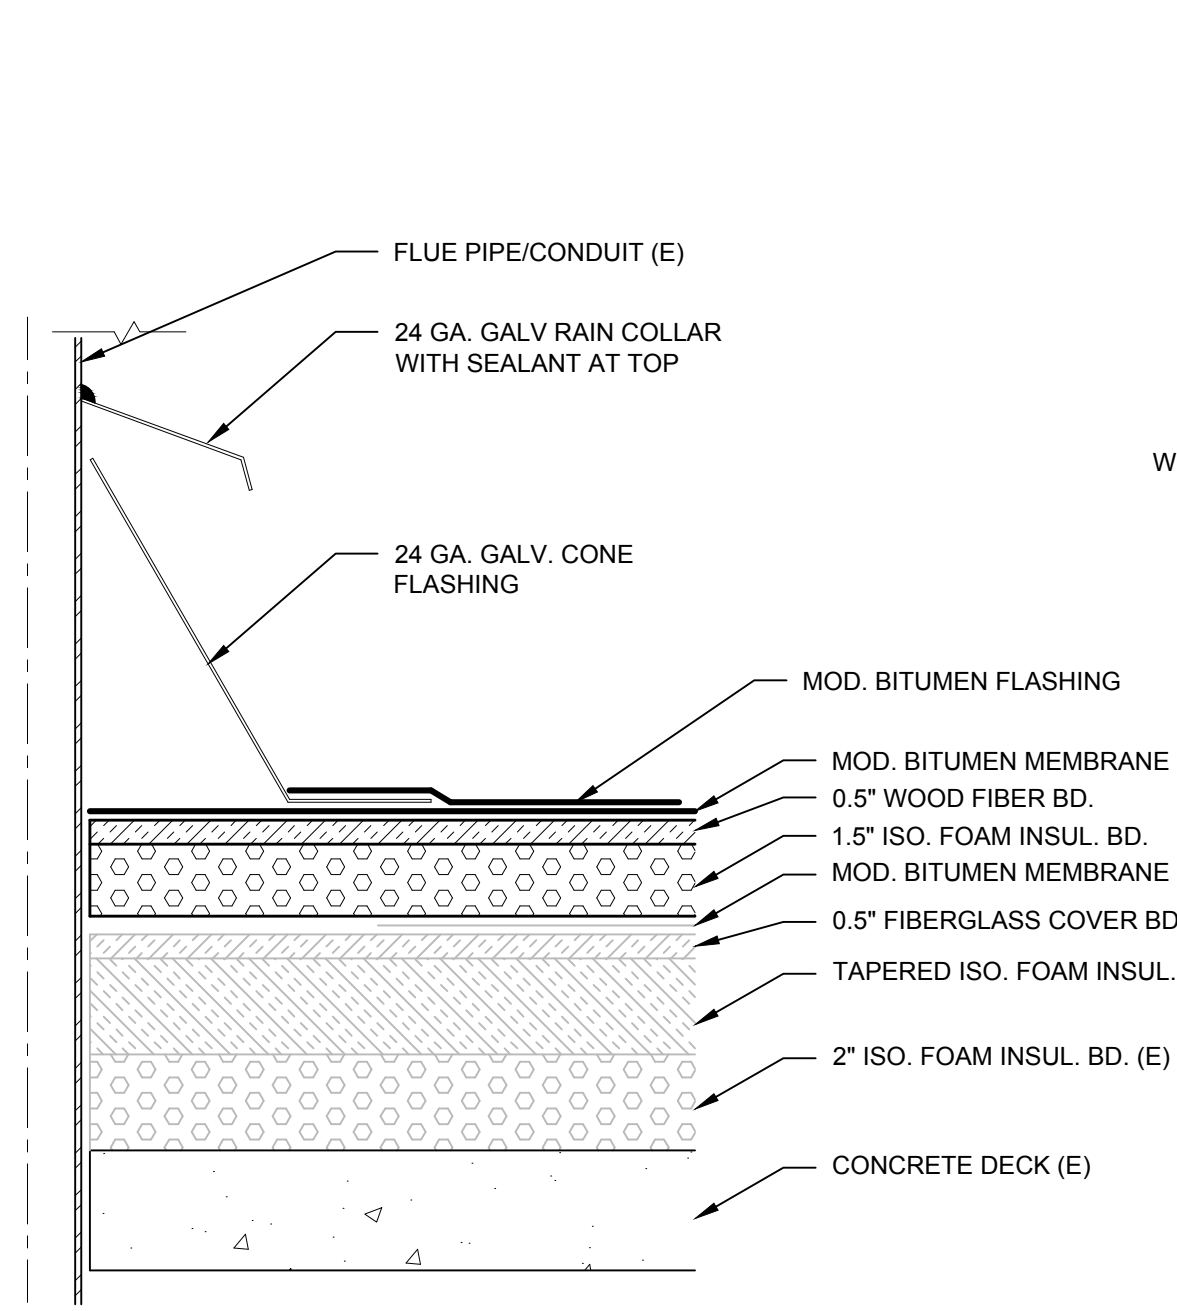 FLUE PIPE/CONDUIT (E)
24 GA. GALV RAIN COLLAR
WITH SEALANT AT TOP
W
24 GA. GALV. CONE
FLASHING
MOD. BITUMEN FLASHING
MOD. BITUMEN MEMBRANE
0.5" WOOD FIBER BD.
1.5" ISO. FOAM INSUL. BD.
MOD. BITUMEN MEMBRANE
0.5" FIBERGLASS COVER BD
TAPERED ISO. FOAM INSUL.
2" ISO. FOAM INSUL. BD. (E)
CONCRETE DECK (E)